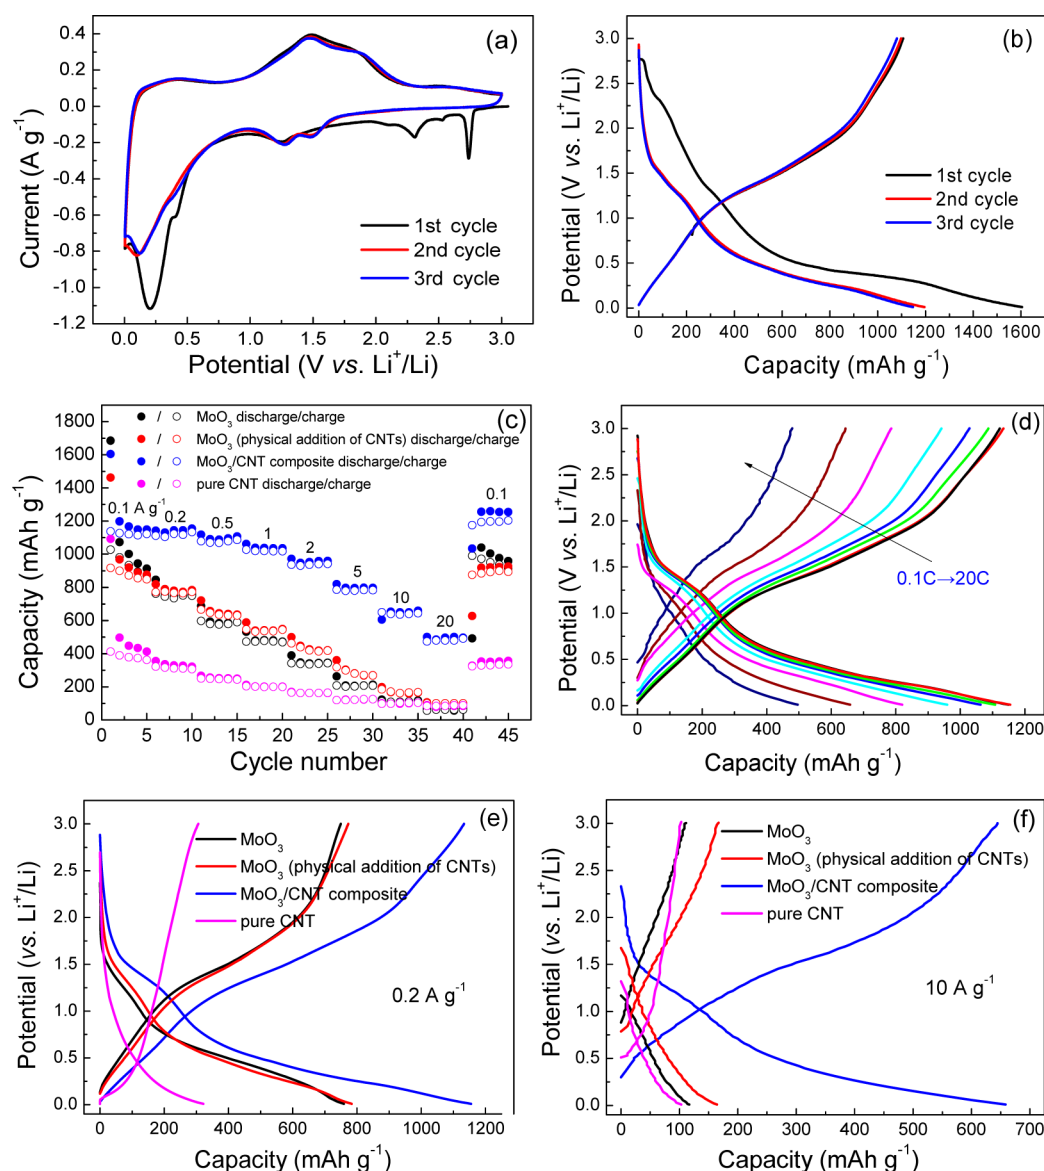 (a)
0.4
0.2
0.0
-0.2
-0.4
-0.6
-0.8
-1.0
-1.2
Current (A g⁻¹)
1st cycle
2nd cycle
3rd cycle
0.0 0.5 1.0 1.5 2.0 2.5 3.0
Potential (V vs. Li⁺/Li)
(b)
3.0
2.5
2.0
1.5
1.0
0.5
0.0
Potential (V vs. Li⁺/Li)
1st cycle
2nd cycle
3rd cycle
0 200 400 600 800 1000 1200 1400 1600
Capacity (mAh g⁻¹)
(c)
1800
1600
1400
1200
1000
800
600
400
200
0
Capacity (mAh g⁻¹)
/ MoO₃ discharge/charge
/ MoO₃ (physical addition of CNTs) discharge/charge
/ MoO₃/CNT composite discharge/charge
/ pure CNT discharge/charge
0.1 A g⁻¹ 0.2 0.5 1 2 5 10 20 0.1
0 5 10 15 20 25 30 35 40 45
Cycle number
(d)
3.0
2.5
2.0
1.5
1.0
0.5
0.0
Potential (V vs. Li⁺/Li)
0.1C→20C
0 200 400 600 800 1000 1200
Capacity (mAh g⁻¹)
(e)
3.0
2.5
2.0
1.5
1.0
0.5
0.0
Potential (vs. Li⁺/Li)
MoO₃
MoO₃ (physical addition of CNTs)
MoO₃/CNT composite
pure CNT
0.2 A g⁻¹
0 200 400 600 800 1000 1200
Capacity (mAh g⁻¹)
(f)
3.0
2.5
2.0
1.5
1.0
0.5
0.0
Potential (vs. Li⁺/Li)
MoO₃
MoO₃ (physical addition of CNTs)
MoO₃/CNT composite
pure CNT
10 A g⁻¹
0 100 200 300 400 500 600 700
Capacity (mAh g⁻¹)